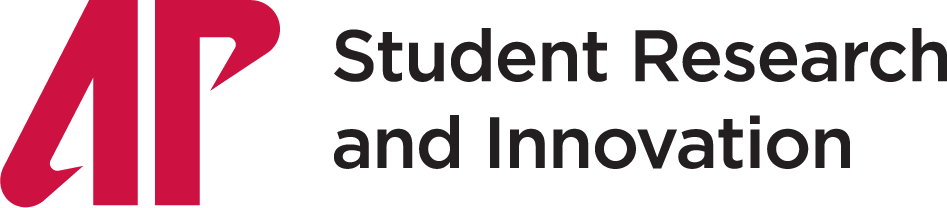 AP
Student Research
and Innovation